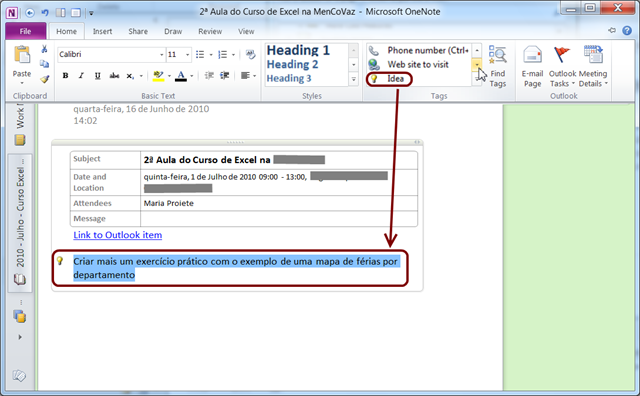 2ª Aula do Curso de Excel na MenCoVaz - Microsoft OneNote
File Home Insert Share Draw Review View
Paste
Clipboard
Calibri 11
B I U abc x₂ A
Basic Text
Heading 1
Heading 2
Heading 3
Styles
Phone number (Ctrl+
Web site to visit
Idea
Tags
Find
Tags
E-mail
Page
Outlook
Tasks
Meeting
Details
Outlook
Work
2010 - Julho - Curso Excel ...
quarta-feira, 16 de Junho de 2010
14:02
Subject 2ª Aula do Curso de Excel na
Date and
Location
quinta-feira, 1 de Julho de 2010 09:00 - 13:00,
Attendees Maria Proiete
Message
Link to Outlook item
Criar mais um exercício prático com o exemplo de uma mapa de férias por
departamento